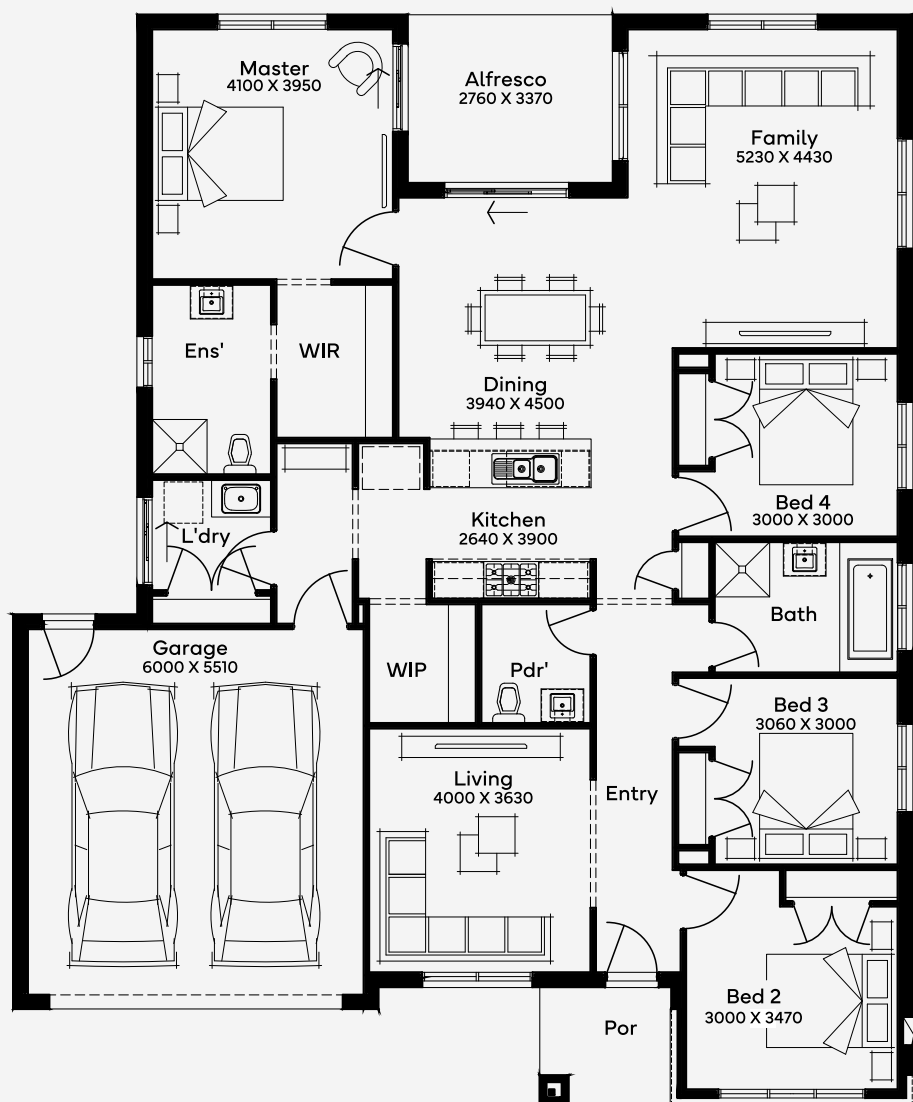 Master
4100 X 3950
Alfresco
2760 X 3370
Family
5230 X 4430
Ens'
WIR
Dining
3940 X 4500
Bed 4
3000 X 3000
Kitchen
2640 X 3900
L'dry
Bath
Garage
6000 X 5510
WIP
Pdr'
Bed 3
3060 X 3000
Living
4000 X 3630
Entry
Bed 2
3000 X 3470
Por